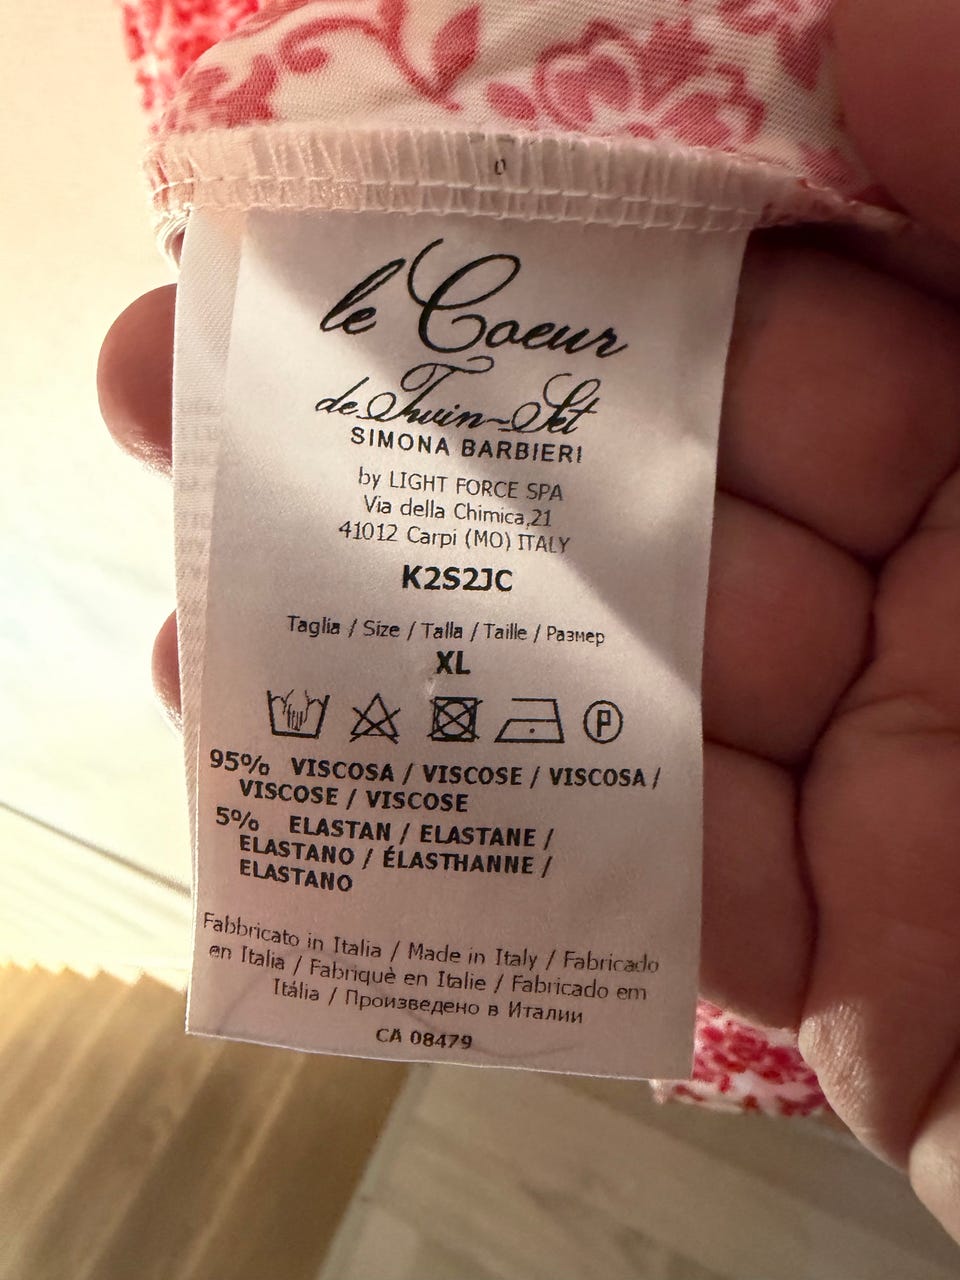 0
le Coeur
de Twin-Set
SIMONA BARBIERI
by LIGHT FORCE SPA
Via della Chimica,21
41012 Carpi (MO) ITALY
K2S2JC
Taglia / Size / Talla / Taille / Размер
XL
P
95% VISCOSA / VISCOSE / VISCOSA /
VISCOSE / VISCOSE
5% ELASTAN / ELASTANE /
ELASTANO / ÉLASTHANNE /
ELASTANO
Fabbricato in Italia / Made in Italy / Fabricado
en Italia / Fabriquè en Italie / Fabricado em
Itália / Произведено в Италии
CA 08479